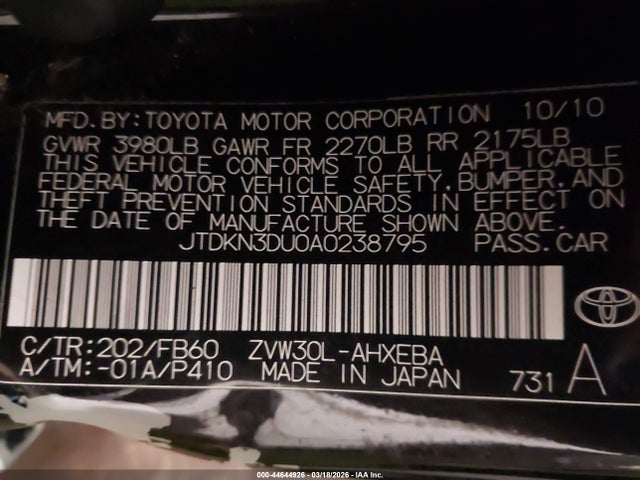 MFD. BY: TOYOTA MOTOR CORPORATION 10/10
GVWR 3980LB GAWR FR 2270LB RR 2175LB
THIS VEHICLE CONFORMS TO ALL APPLICABLE
FEDERAL MOTOR VEHICLE SAFETY, BUMPER, AND
THEFT PREVENTION STANDARDS IN EFFECT ON
THE DATE OF MANUFACTURE SHOWN ABOVE.
JTDKN3DU0A0238795 PASS. CAR
C/TR: 202/FB60 ZVW30L-AHXEBA
A/TM: -01A/P410 MADE IN JAPAN 731 A
000-44644926 - 03/18/2026 - IAA Inc.